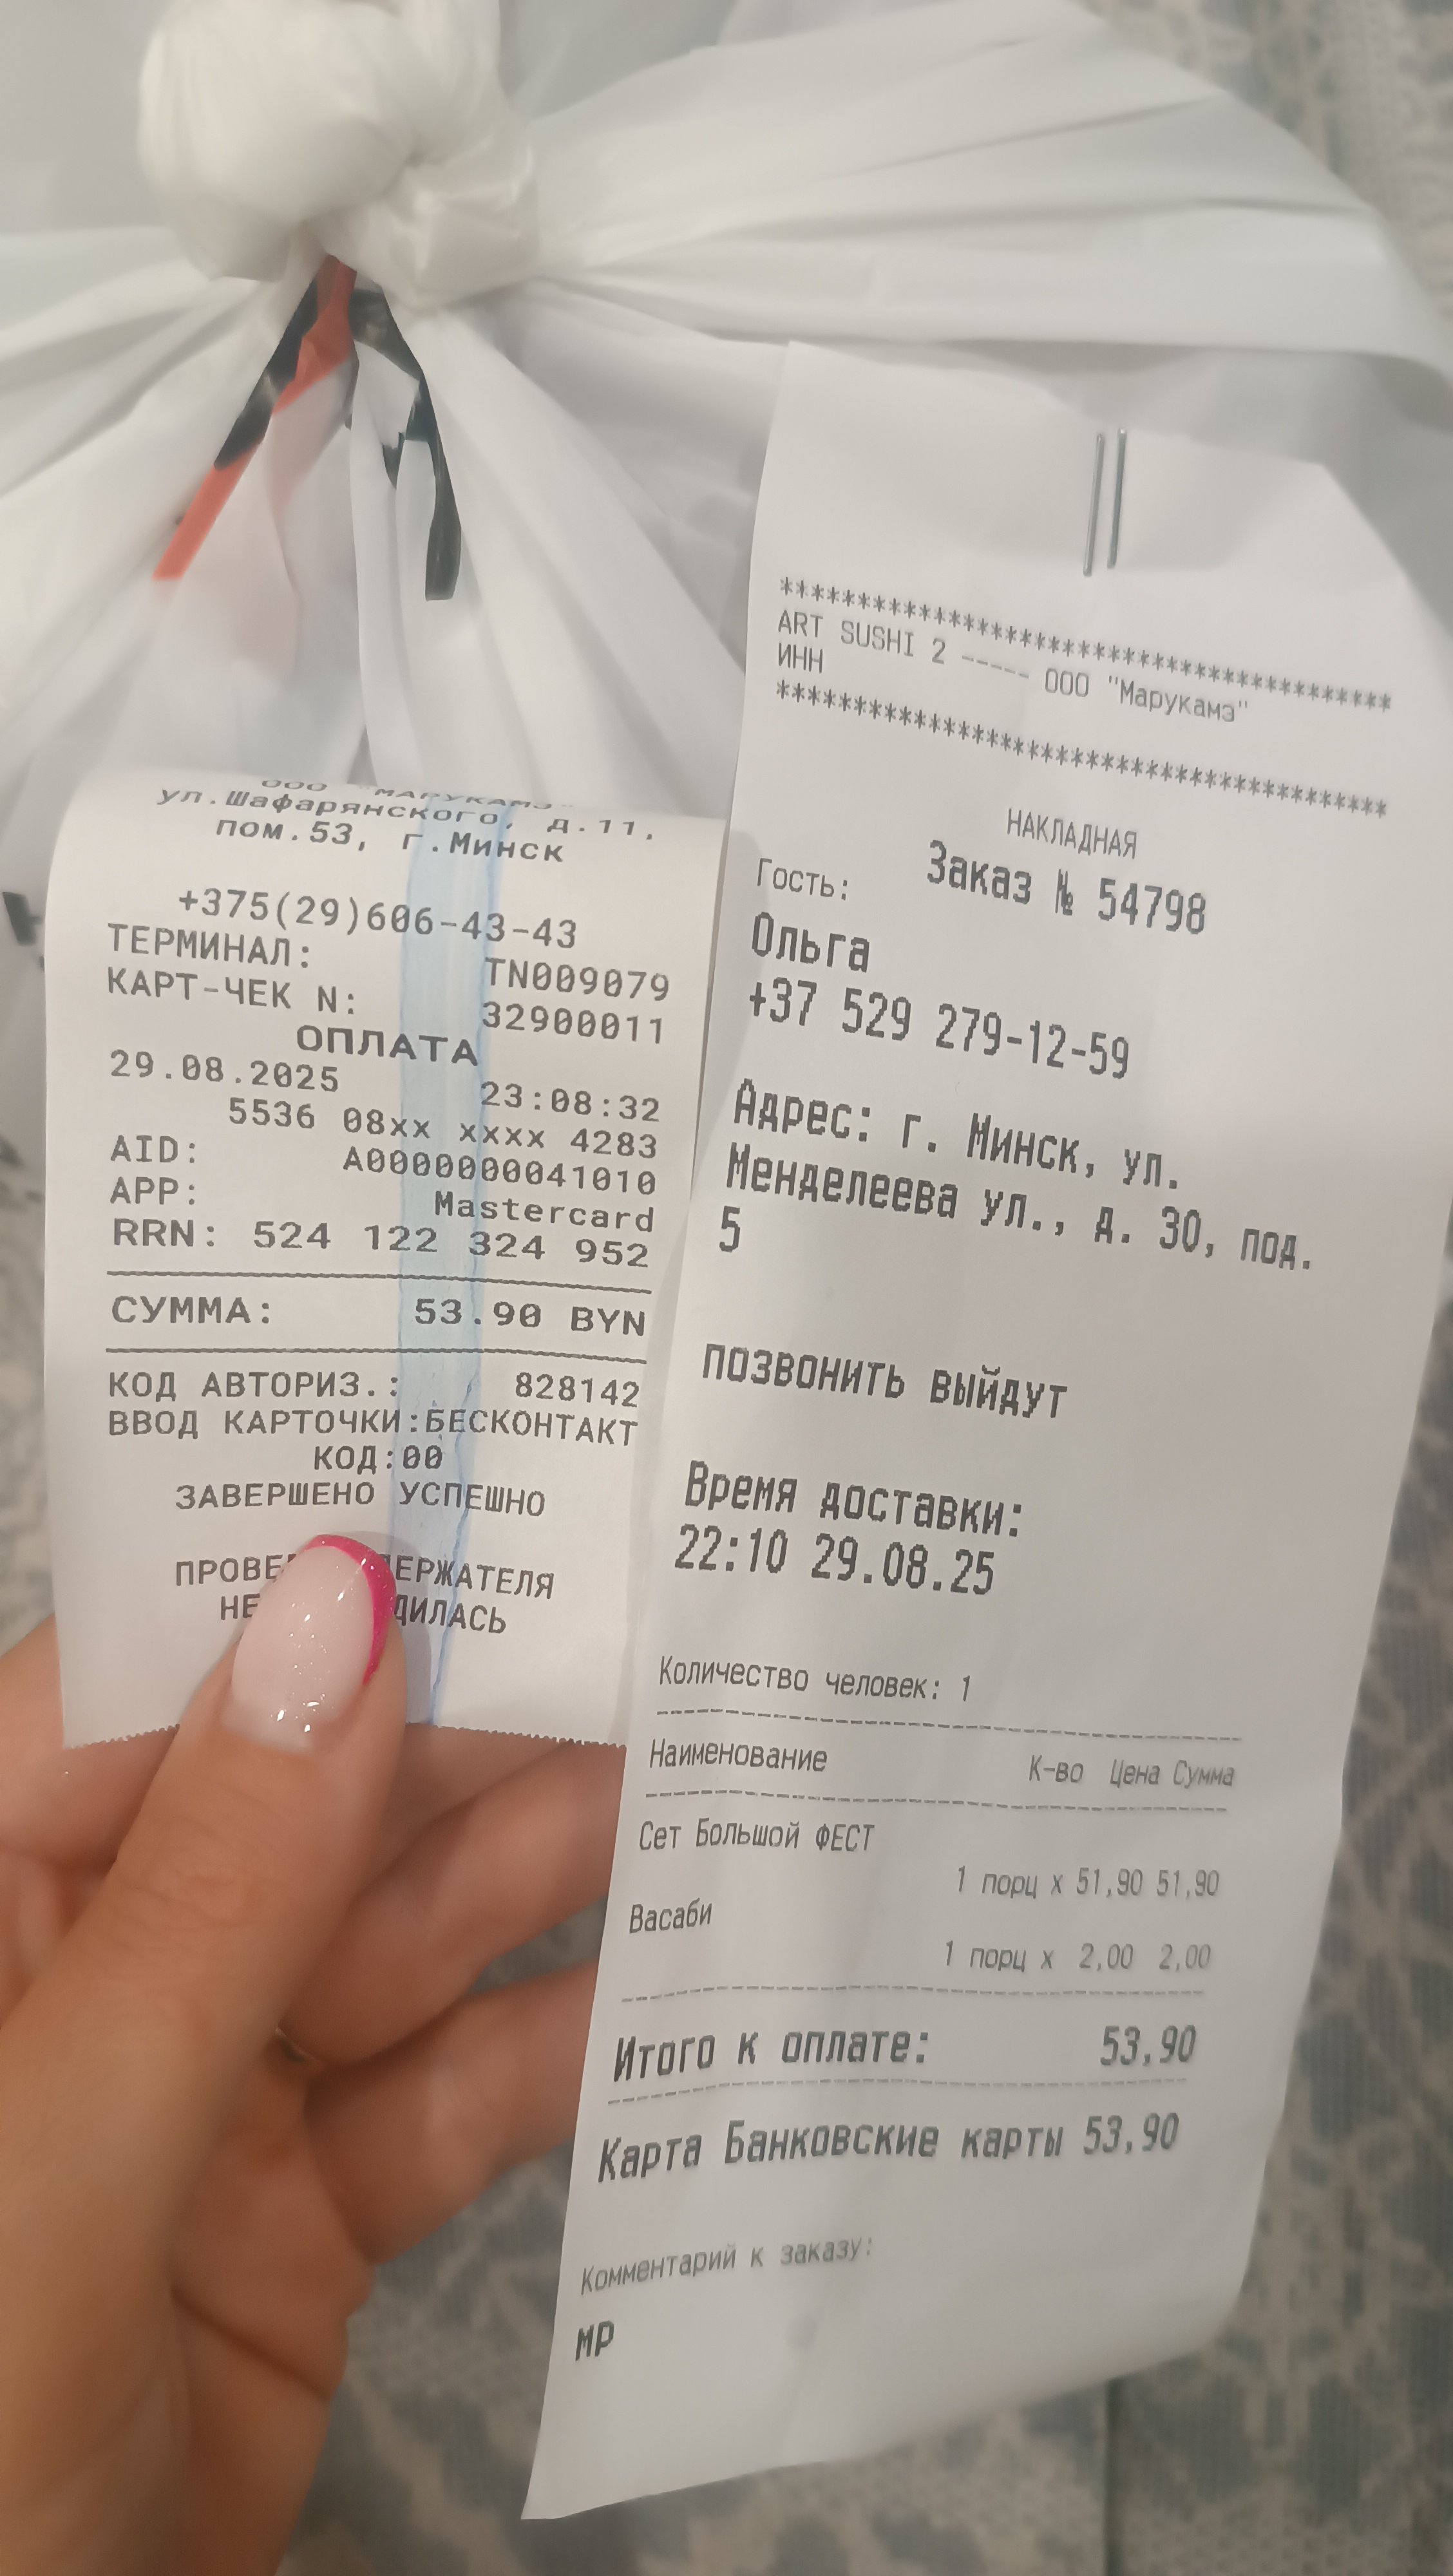 ООО "МАРУКАМЭ"
ул.Шафарянского, д.11,
пом.53, г.Минск
+375(29)606-43-43
ТЕРМИНАЛ: TN009079
КАРТ-ЧЕК N: 32900011
ОПЛАТА
29.08.2025 23:08:32
5536 08xx xxxx 4283
AID: A0000000041010
APP: Mastercard
RRN: 524 122 324 952
СУММА: 53.90 BYN
КОД АВТОРИЗ.: 828142
ВВОД КАРТОЧКИ:БЕСКОНТАКТ
КОД:00
ЗАВЕРШЕНО УСПЕШНО
*******************************************
ART SUSHI 2 ----- ООО "Марукамэ"
ИНН
*******************************************
НАКЛАДНАЯ
Заказ № 54798
Гость:
Ольга
+37 529 279-12-59
Адрес: г. Минск, ул.
Менделеева ул., д. 30, под.
5
ПОЗВОНИТЬ ВЫЙДУТ
Время доставки:
22:10 29.08.25
Количество человек: 1
Наименование К-во Цена Сумма
Сет Большой ФЕСТ
1 порц x 51,90 51,90
Васаби
1 порц x 2,00 2,00
Итого к оплате: 53,90
Карта Банковские карты 53,90
Комментарий к заказу:
МР